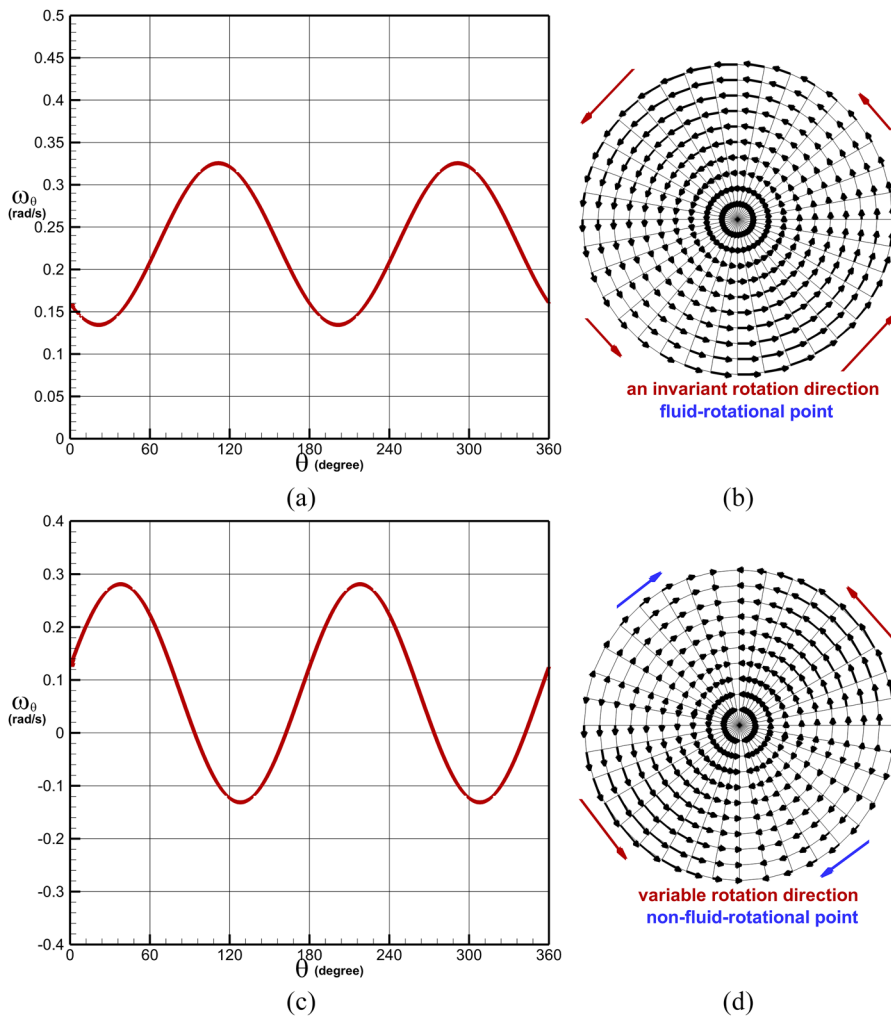 0.5
0.45
0.4
0.35
0.3
ωθ
(rad/s)
0.25
0.2
0.15
0.1
0.05
0
0 60 120 180 240 300 360
θ (degree)
an invariant rotation direction
fluid-rotational point
(a) (b)
0.4
0.3
0.2
0.1
ωθ
(rad/s)
0
-0.1
-0.2
-0.3
-0.4
0 60 120 180 240 300 360
θ (degree)
variable rotation direction
non-fluid-rotational point
(c) (d)